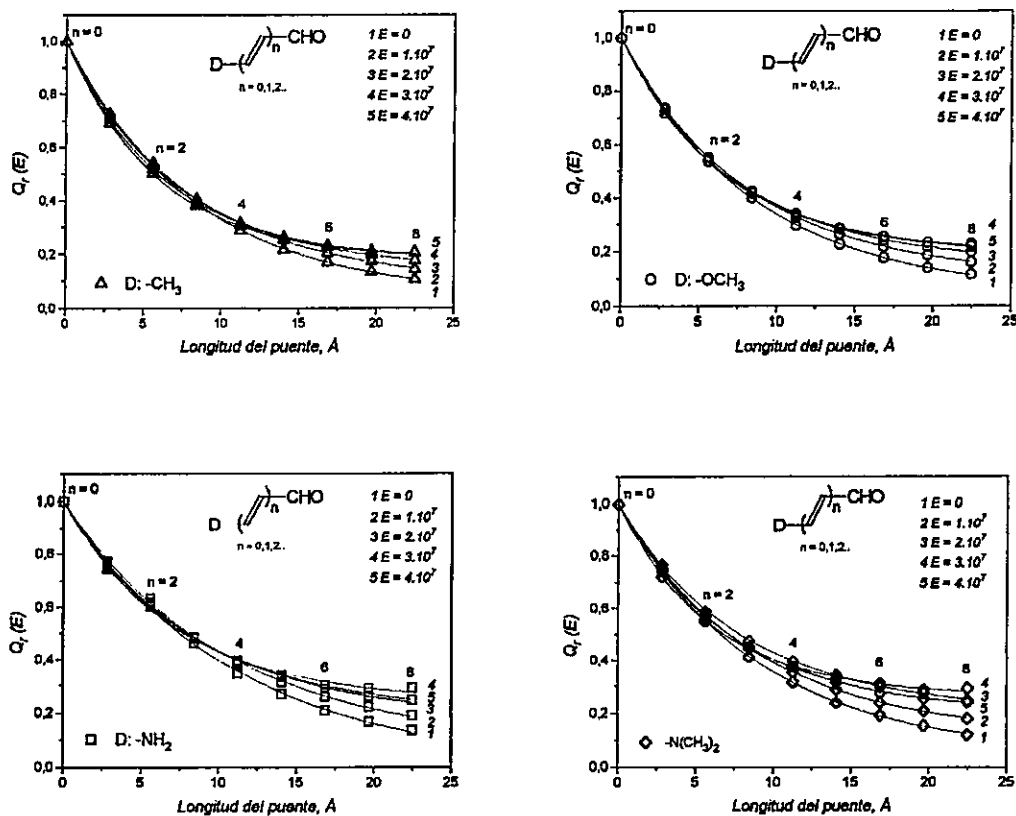 n = 0
D
CHO
n
n = 0,1,2..
1 E = 0
2 E = 1.10⁷
3 E = 2.10⁷
4 E = 3.10⁷
5 E = 4.10⁷
1,0
0,8
0,6
0,4
0,2
0,0
Qᵣ (E)
n = 2
4
6
8
5
4
3
2
1
D: -CH₃
0 5 10 15 20 25
Longitud del puente, Å
n = 0
D
CHO
n
n = 0,1,2..
1 E = 0
2 E = 1.10⁷
3 E = 2.10⁷
4 E = 3.10⁷
5 E = 4.10⁷
1,0
0,8
0,6
0,4
0,2
0,0
Qᵣ (E)
n = 2
4
6
8
4
5
3
2
1
D: -OCH₃
0 5 10 15 20 25
Longitud del puente, Å
n = 0
D
CHO
n
n = 0,1,2..
1 E = 0
2 E = 1.10⁷
3 E = 2.10⁷
4 E = 3.10⁷
5 E = 4.10⁷
1,0
0,8
0,6
0,4
0,2
0,0
Qᵣ (E)
n = 2
4
6
8
4
5
3
2
1
D: -NH₂
0 5 10 15 20 25
Longitud del puente, Å
n = 0
D
CHO
n
n = 0,1,2..
1 E = 0
2 E = 1.10⁷
3 E = 2.10⁷
4 E = 3.10⁷
5 E = 4.10⁷
1,0
0,8
0,6
0,4
0,2
0,0
Qᵣ (E)
n = 2
4
6
8
4
3
5
2
1
-N(CH₃)₂
0 5 10 15 20 25
Longitud del puente, Å